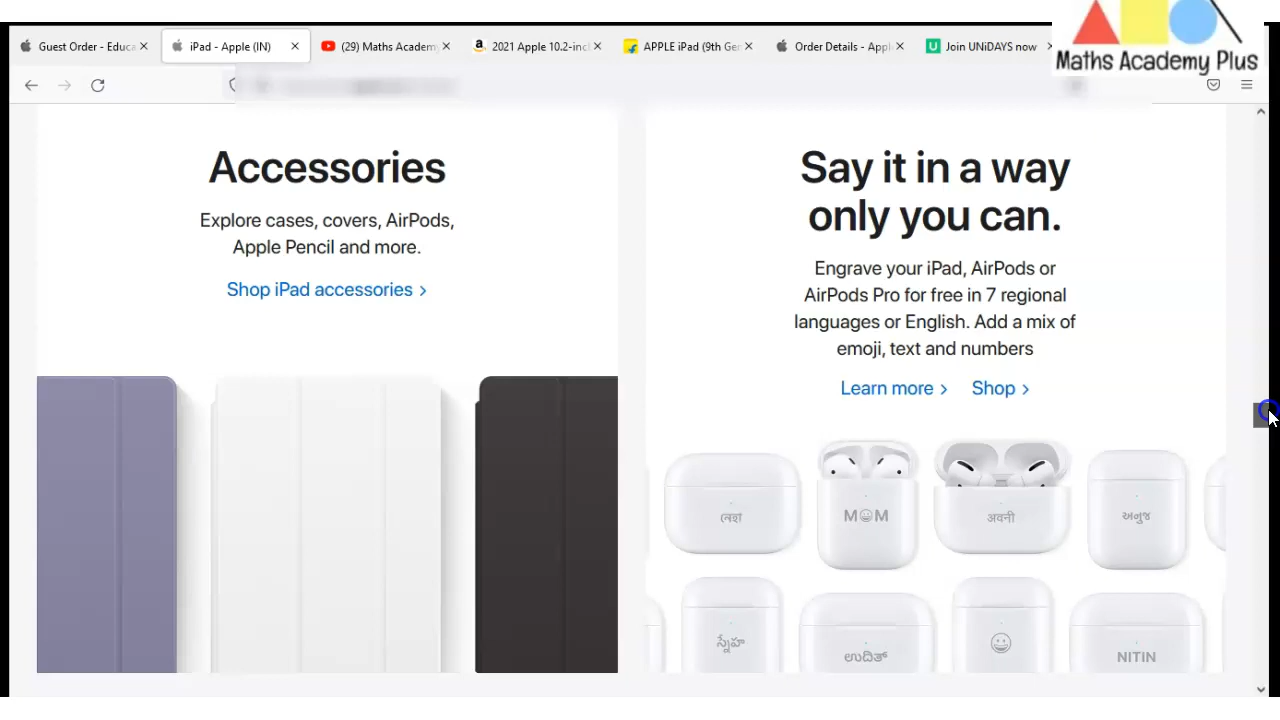 Maths Academy Plus
Guest Order - Educa
iPad - Apple (IN)
(29) Maths Academy
2021 Apple 10.2-incl
APPLE iPad (9th Ger
Order Details - Appl
Join UNiDAYS now
Accessories
Explore cases, covers, AirPods,
Apple Pencil and more.
Shop iPad accessories >
Say it in a way
only you can.
Engrave your iPad, AirPods or
AirPods Pro for free in 7 regional
languages or English. Add a mix of
emoji, text and numbers
Learn more > Shop >
নেহা
M😀M
अवनी
અનુજ
స్నేహ
ಉದಿತ್
NITIN